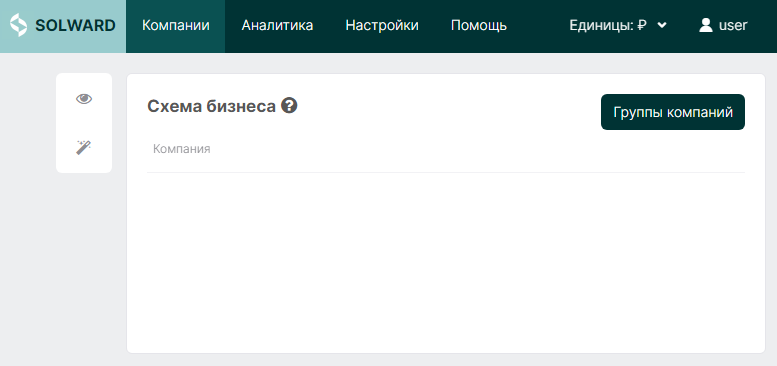 SOLWARD Компании Аналитика Настройки Помощь Единицы: ₽ user
Схема бизнеса ?
Группы компаний
Компания